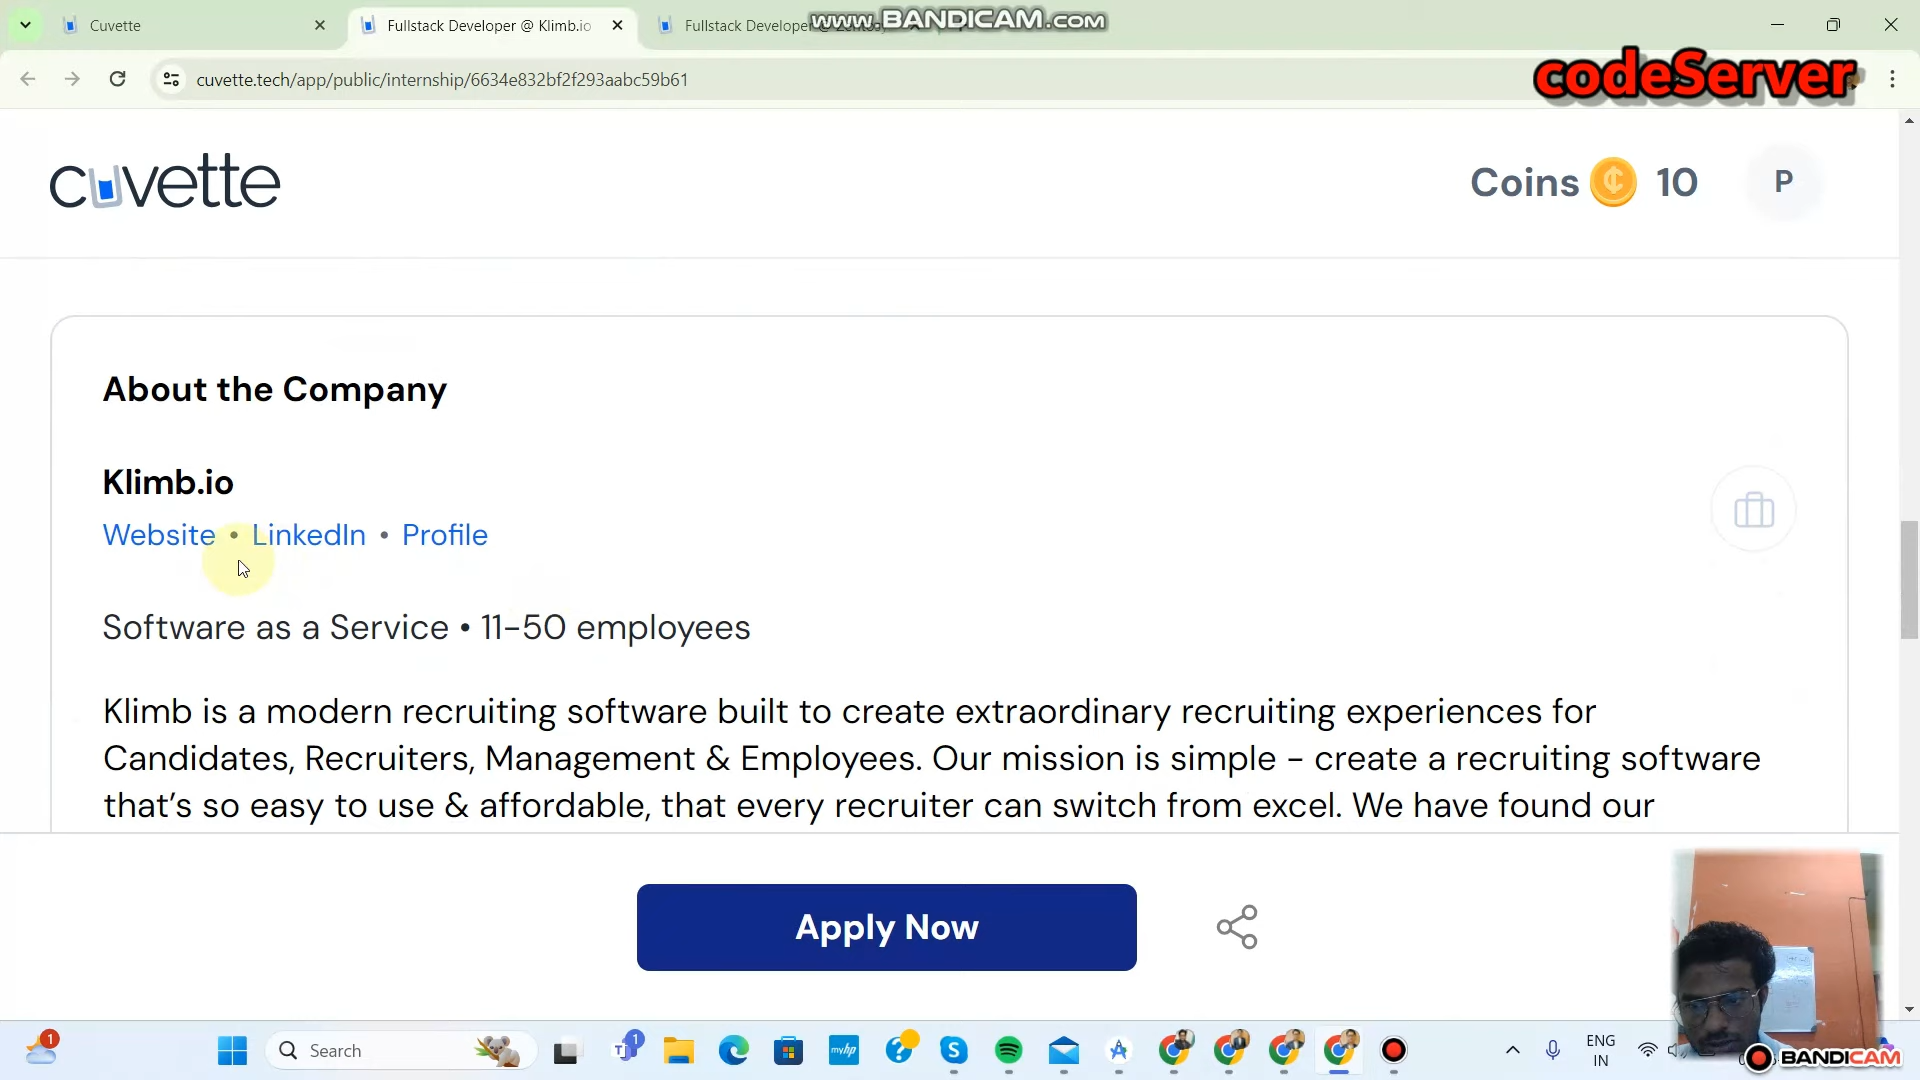 Cuvette
Fullstack Developer @ Klimb.io
Fullstack Developer @
www.BANDICAM.com
cuvette.tech/app/public/internship/6634e832bf2f293aabc59b61
codeServer
cuvette
Coins 10
P
About the Company
Klimb.io
Website • LinkedIn • Profile
Software as a Service • 11-50 employees
Klimb is a modern recruiting software built to create extraordinary recruiting experiences for
Candidates, Recruiters, Management & Employees. Our mission is simple - create a recruiting software
that's so easy to use & affordable, that every recruiter can switch from excel. We have found our
Apply Now
1
Search
1
myhp
ENG
IN
BANDICAM